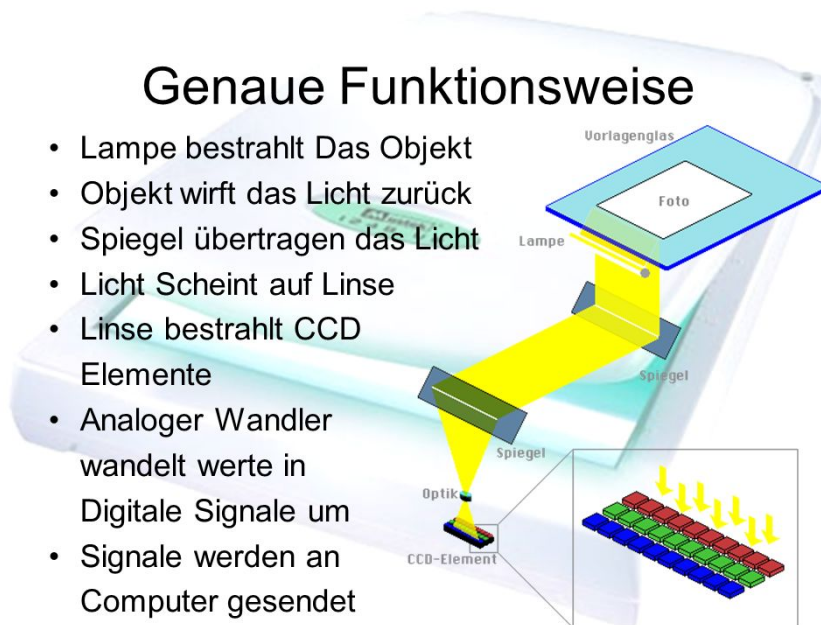 Genaue Funktionsweise
• Lampe bestrahlt Das Objekt
• Objekt wirft das Licht zurück
• Spiegel übertragen das Licht
• Licht Scheint auf Linse
• Linse bestrahlt CCD
Elemente
• Analoger Wandler
wandelt werte in
Digitale Signale um
• Signale werden an
Computer gesendet
Vorlagenglas
Foto
Lampe
Spiegel
Spiegel
Optik
CCD-Element